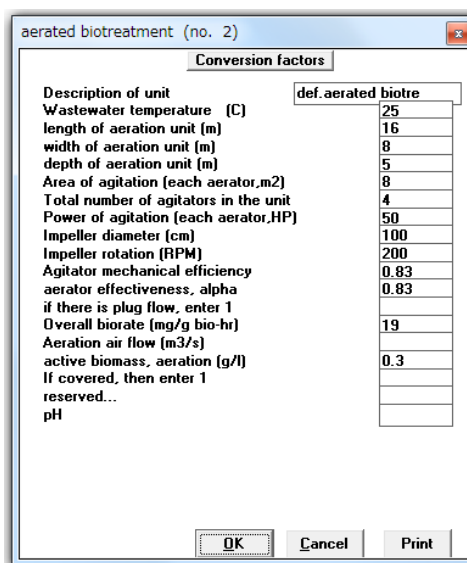 aerated biotreatment (no. 2)
x
Conversion factors
Description of unit def.aerated biotre
Wastewater temperature (C) 25
length of aeration unit (m) 16
width of aeration unit (m) 8
depth of aeration unit (m) 5
Area of agitation (each aerator,m2) 8
Total number of agitators in the unit 4
Power of agitation (each aerator,HP) 50
Impeller diameter (cm) 100
Impeller rotation (RPM) 200
Agitator mechanical efficiency 0.83
aerator effectiveness, alpha 0.83
if there is plug flow, enter 1
Overall biorate (mg/g bio-hr) 19
Aeration air flow (m3/s)
active biomass, aeration (g/l) 0.3
If covered, then enter 1
reserved...
pH
OK Cancel Print